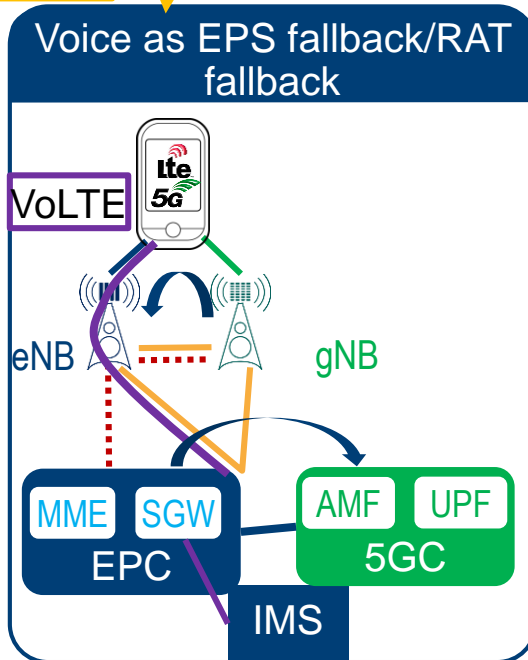 Voice as EPS fallback/RAT
fallback
lte
5G
VoLTE
eNB
gNB
MME
SGW
EPC
AMF
UPF
5GC
IMS